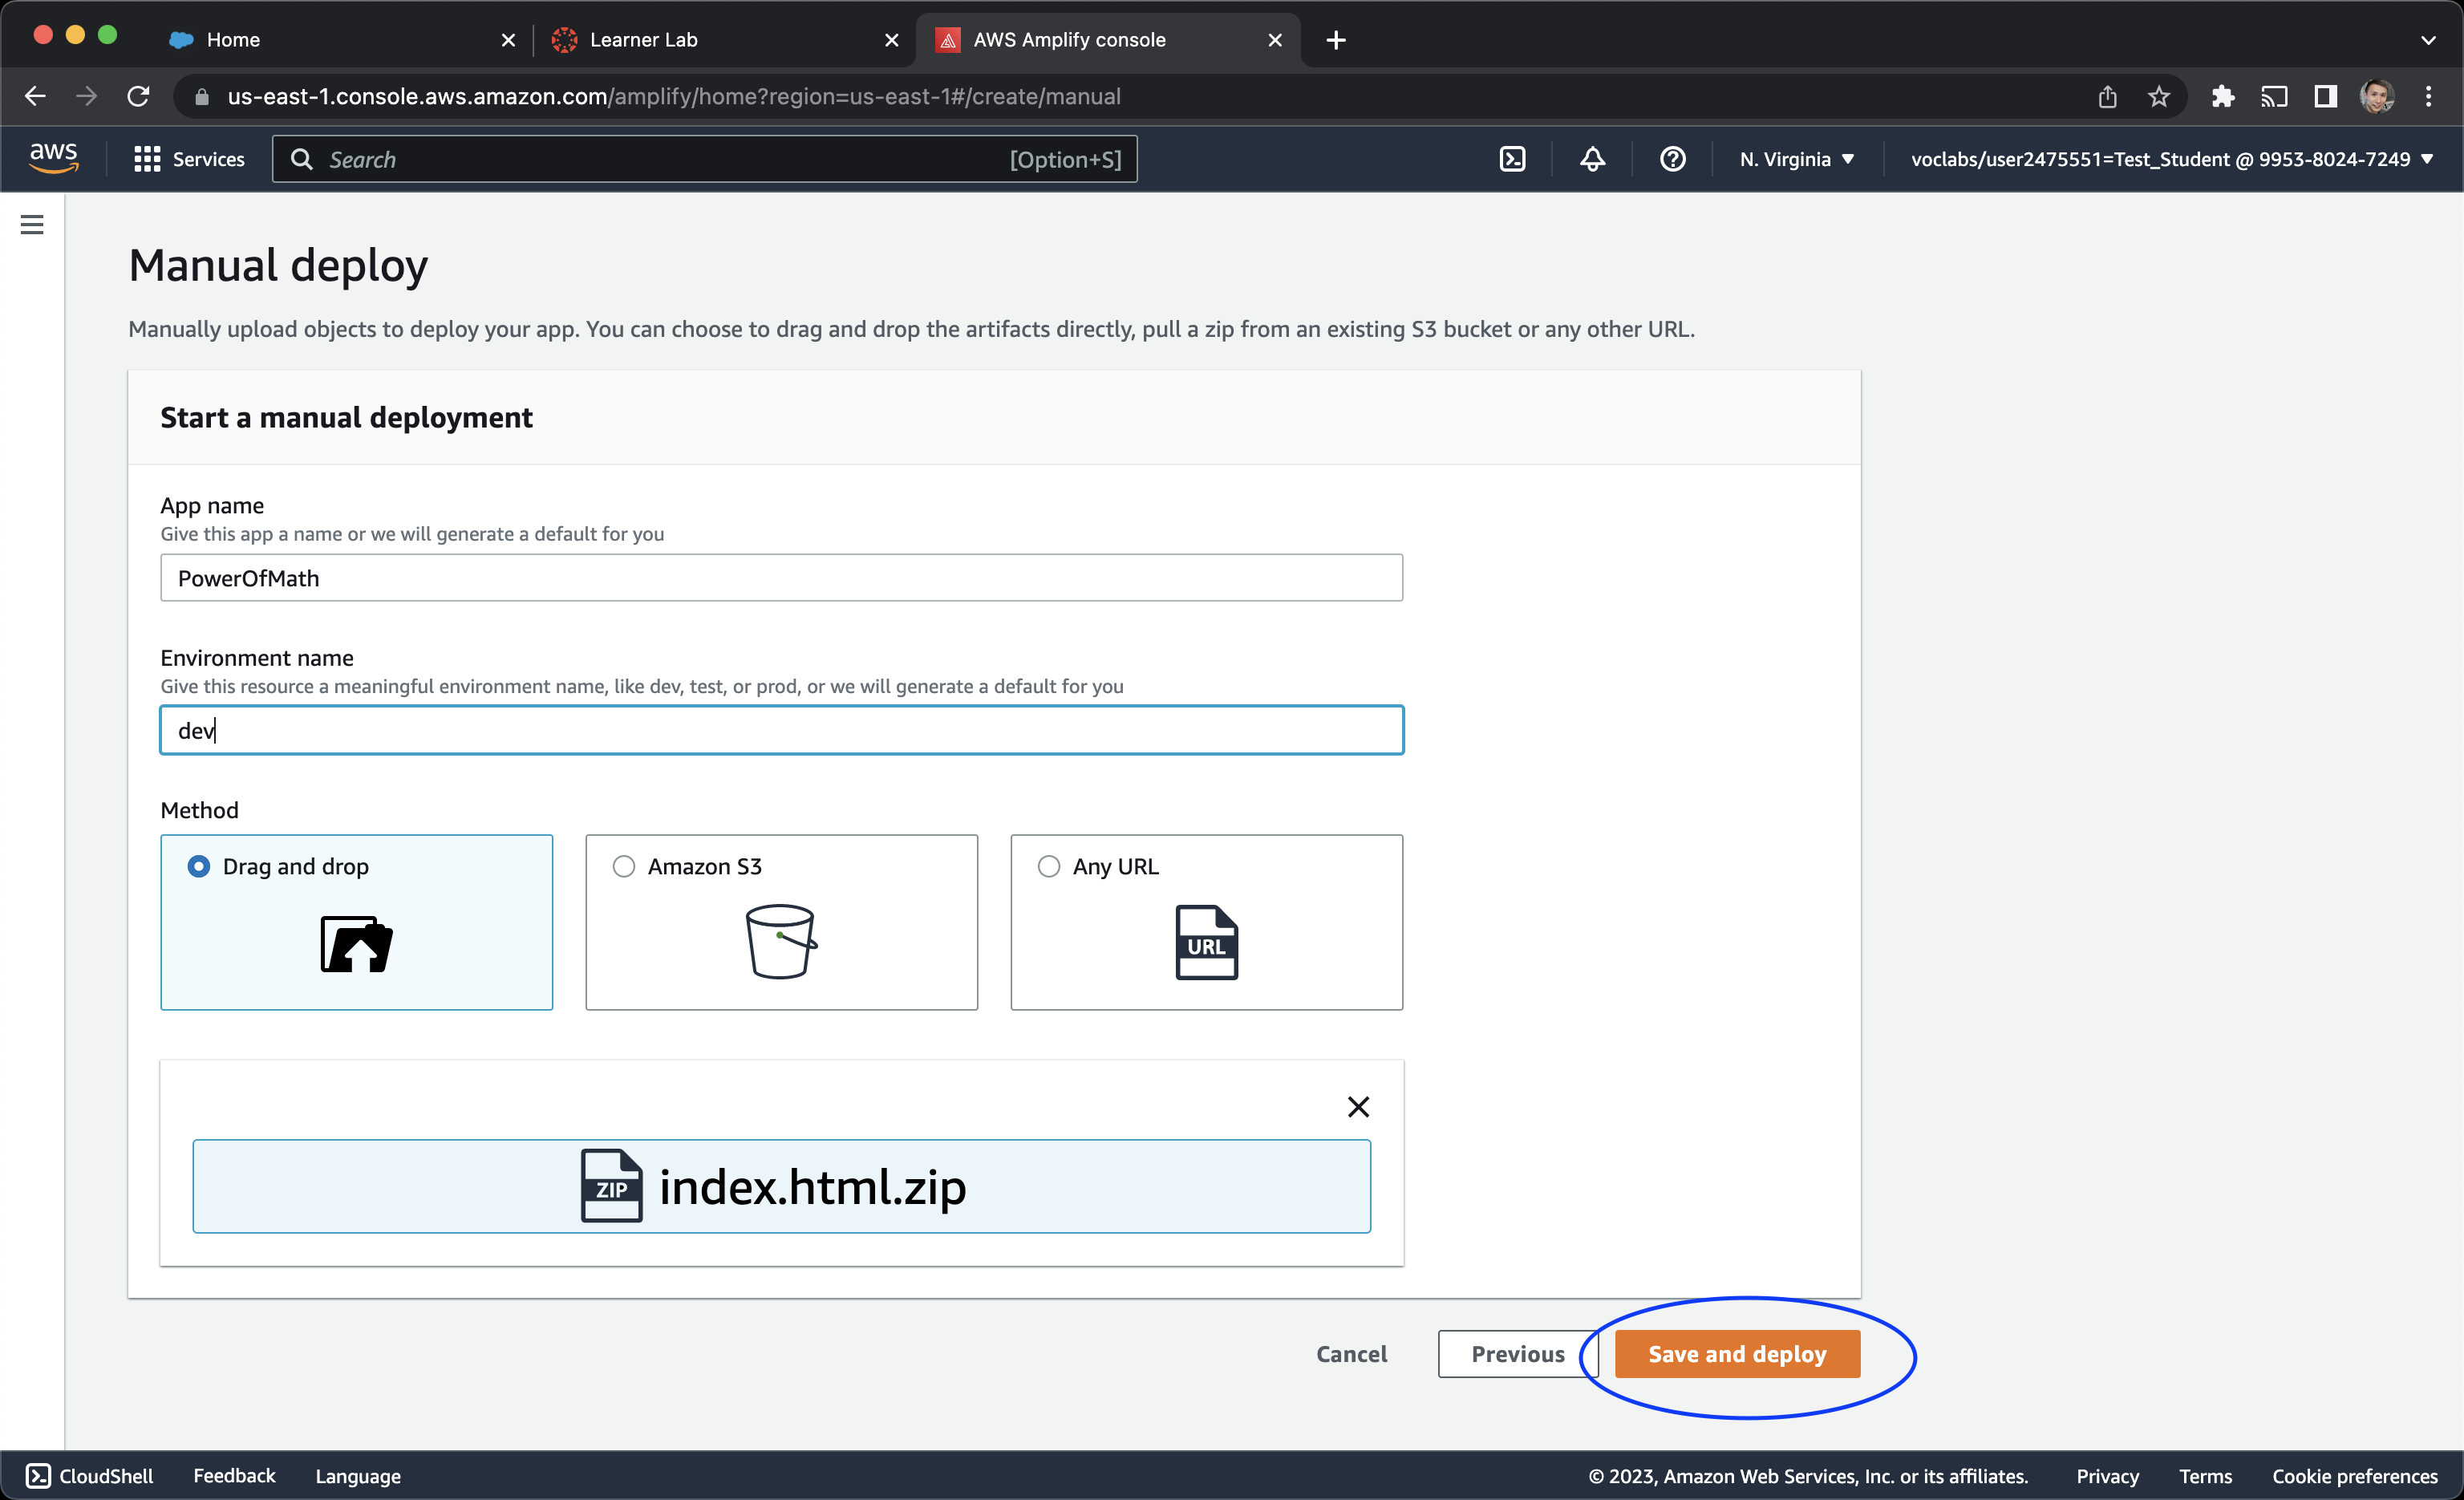 Home
Learner Lab
AWS Amplify console
us-east-1.console.aws.amazon.com/amplify/home?region=us-east-1#/create/manual
aws
Services
Search
[Option+S]
N. Virginia
voclabs/user2475551=Test_Student @ 9953-8024-7249
Manual deploy
Manually upload objects to deploy your app. You can choose to drag and drop the artifacts directly, pull a zip from an existing S3 bucket or any other URL.
Start a manual deployment
App name
Give this app a name or we will generate a default for you
PowerOfMath
Environment name
Give this resource a meaningful environment name, like dev, test, or prod, or we will generate a default for you
dev
Method
Drag and drop
Amazon S3
Any URL
URL
ZIP
index.html.zip
Cancel
Previous
Save and deploy
CloudShell
Feedback
Language
© 2023, Amazon Web Services, Inc. or its affiliates.
Privacy
Terms
Cookie preferences